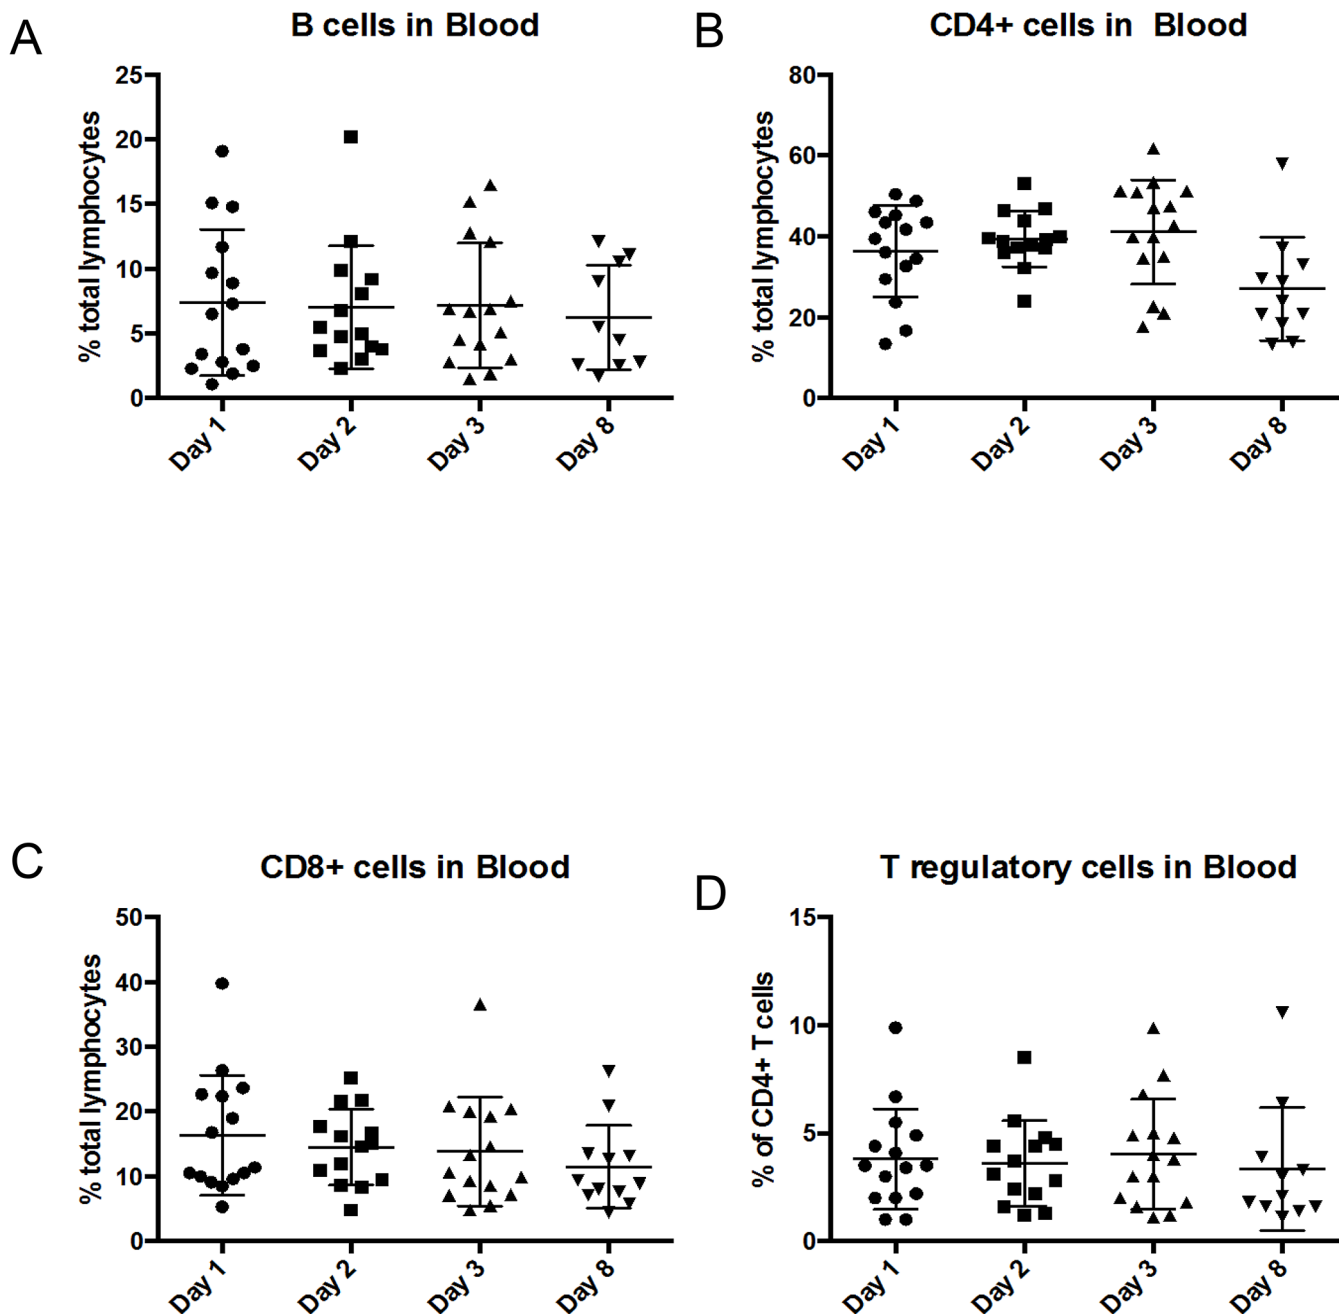 A
B cells in Blood
% total lymphocytes
25
20
15
10
5
0
Day 1
Day 2
Day 3
Day 8
B
CD4+ cells in  Blood
% total lymphocytes
80
60
40
20
0
Day 1
Day 2
Day 3
Day 8
C
CD8+ cells in Blood
% total lymphocytes
50
40
30
20
10
0
Day 1
Day 2
Day 3
Day 8
D
T regulatory cells in Blood
% of CD4+ T cells
15
10
5
0
Day 1
Day 2
Day 3
Day 8